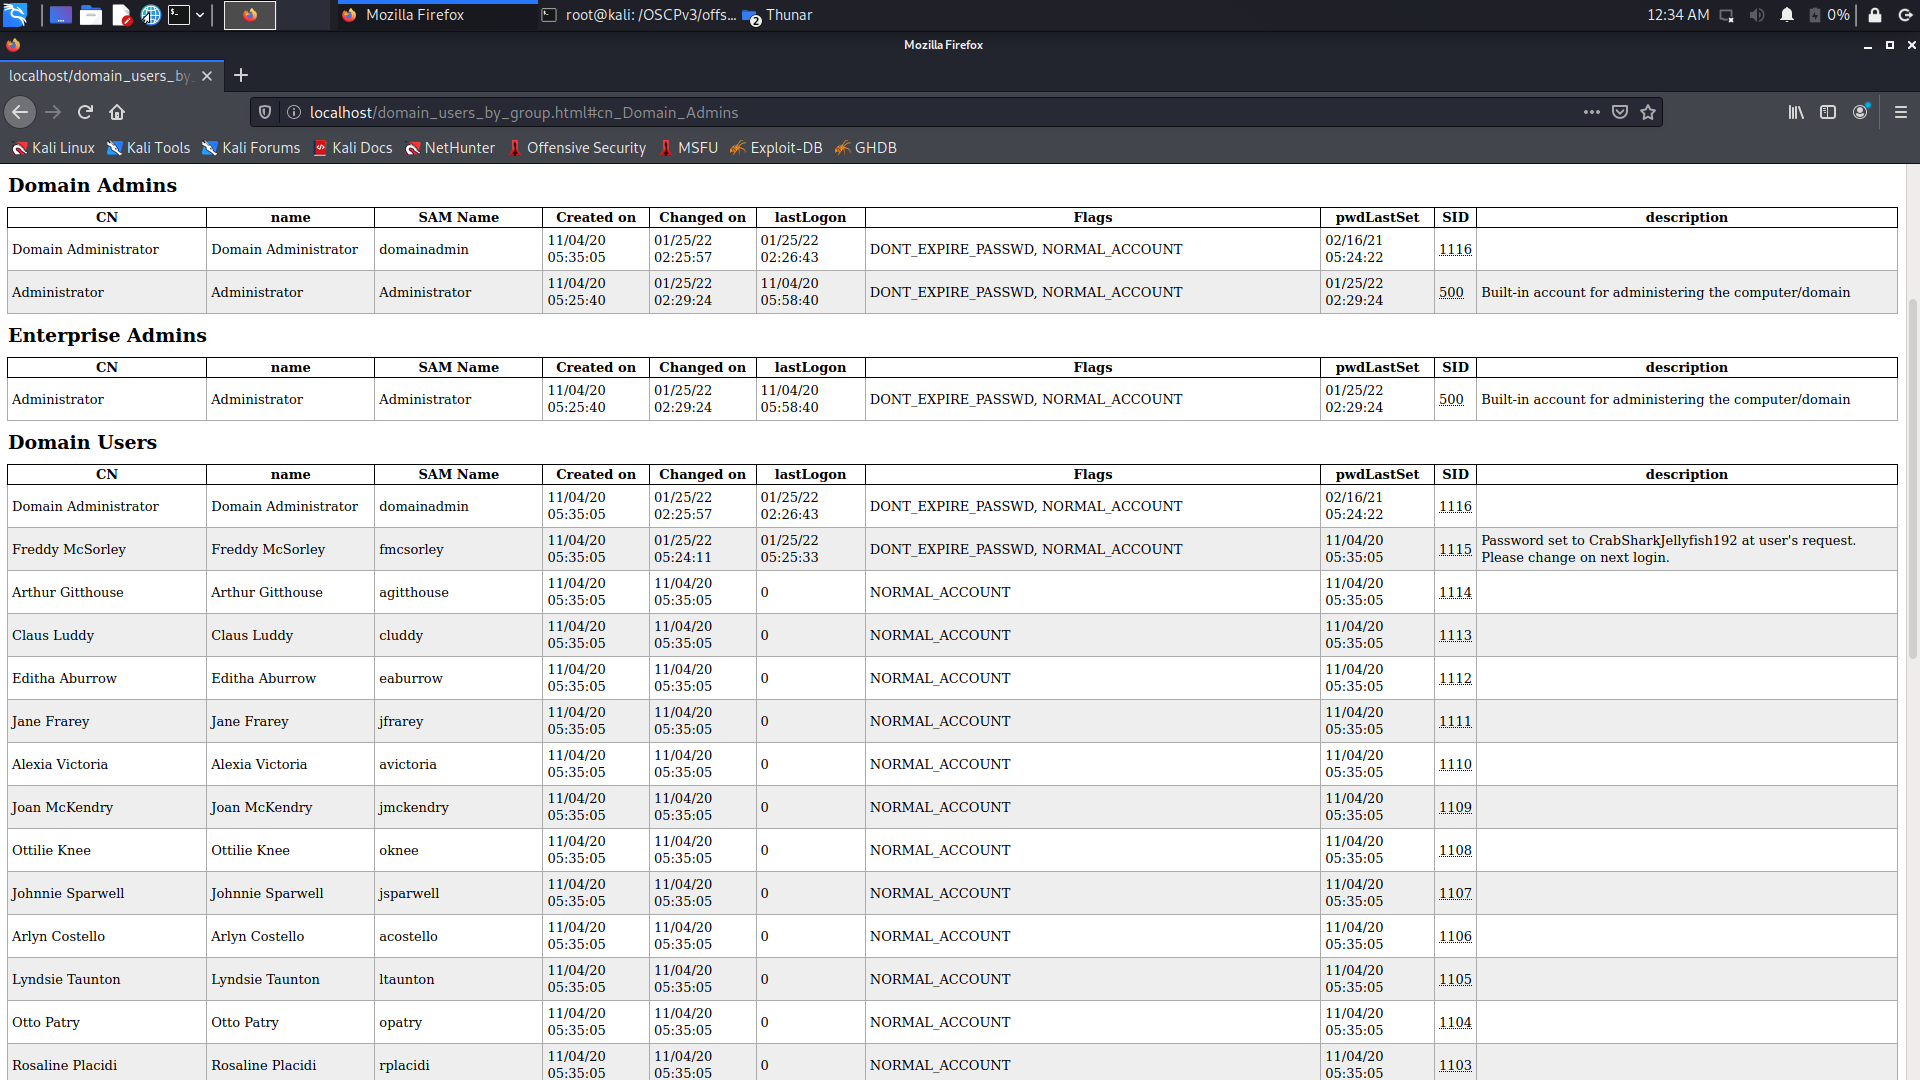 Mozilla Firefox
root@kali: /OSCPv3/offs...
2
Thunar
12:34 AM
0%
Mozilla Firefox
localhost/domain_users_by
localhost/domain_users_by_group.html#cn_Domain_Admins
Kali Linux Kali Tools Kali Forums Kali Docs NetHunter Offensive Security MSFU Exploit-DB GHDB
Domain Admins
CN name SAM Name Created on Changed on lastLogon Flags pwdLastSet SID description
Domain Administrator Domain Administrator domainadmin 11/04/20 05:35:05 01/25/22 02:25:57 01/25/22 02:26:43 DONT_EXPIRE_PASSWD, NORMAL_ACCOUNT 02/16/21 05:24:22 1116
Administrator Administrator Administrator 11/04/20 05:25:40 01/25/22 02:29:24 11/04/20 05:58:40 DONT_EXPIRE_PASSWD, NORMAL_ACCOUNT 01/25/22 02:29:24 500 Built-in account for administering the computer/domain
Enterprise Admins
CN name SAM Name Created on Changed on lastLogon Flags pwdLastSet SID description
Administrator Administrator Administrator 11/04/20 05:25:40 01/25/22 02:29:24 11/04/20 05:58:40 DONT_EXPIRE_PASSWD, NORMAL_ACCOUNT 01/25/22 02:29:24 500 Built-in account for administering the computer/domain
Domain Users
CN name SAM Name Created on Changed on lastLogon Flags pwdLastSet SID description
Domain Administrator Domain Administrator domainadmin 11/04/20 05:35:05 01/25/22 02:25:57 01/25/22 02:26:43 DONT_EXPIRE_PASSWD, NORMAL_ACCOUNT 02/16/21 05:24:22 1116
Freddy McSorley Freddy McSorley fmcsorley 11/04/20 05:35:05 01/25/22 05:24:11 01/25/22 05:25:33 DONT_EXPIRE_PASSWD, NORMAL_ACCOUNT 11/04/20 05:35:05 1115 Password set to CrabSharkJellyfish192 at user's request. Please change on next login.
Arthur Gitthouse Arthur Gitthouse agitthouse 11/04/20 05:35:05 11/04/20 05:35:05 0 NORMAL_ACCOUNT 11/04/20 05:35:05 1114
Claus Luddy Claus Luddy cluddy 11/04/20 05:35:05 11/04/20 05:35:05 0 NORMAL_ACCOUNT 11/04/20 05:35:05 1113
Editha Aburrow Editha Aburrow eaburrow 11/04/20 05:35:05 11/04/20 05:35:05 0 NORMAL_ACCOUNT 11/04/20 05:35:05 1112
Jane Frarey Jane Frarey jfrarey 11/04/20 05:35:05 11/04/20 05:35:05 0 NORMAL_ACCOUNT 11/04/20 05:35:05 1111
Alexia Victoria Alexia Victoria avictoria 11/04/20 05:35:05 11/04/20 05:35:05 0 NORMAL_ACCOUNT 11/04/20 05:35:05 1110
Joan McKendry Joan McKendry jmckendry 11/04/20 05:35:05 11/04/20 05:35:05 0 NORMAL_ACCOUNT 11/04/20 05:35:05 1109
Ottilie Knee Ottilie Knee oknee 11/04/20 05:35:05 11/04/20 05:35:05 0 NORMAL_ACCOUNT 11/04/20 05:35:05 1108
Johnnie Sparwell Johnnie Sparwell jsparwell 11/04/20 05:35:05 11/04/20 05:35:05 0 NORMAL_ACCOUNT 11/04/20 05:35:05 1107
Arlyn Costello Arlyn Costello acostello 11/04/20 05:35:05 11/04/20 05:35:05 0 NORMAL_ACCOUNT 11/04/20 05:35:05 1106
Lyndsie Taunton Lyndsie Taunton ltaunton 11/04/20 05:35:05 11/04/20 05:35:05 0 NORMAL_ACCOUNT 11/04/20 05:35:05 1105
Otto Patry Otto Patry opatry 11/04/20 05:35:05 11/04/20 05:35:05 0 NORMAL_ACCOUNT 11/04/20 05:35:05 1104
Rosaline Placidi Rosaline Placidi rplacidi 11/04/20 05:35:05 11/04/20 05:35:05 0 NORMAL_ACCOUNT 11/04/20 05:35:05 1103